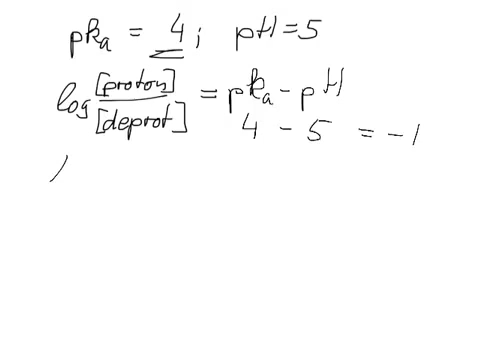 pka = 4; pH = 5
log [proton]/[deprot] = pka - pH
4 - 5 = -1